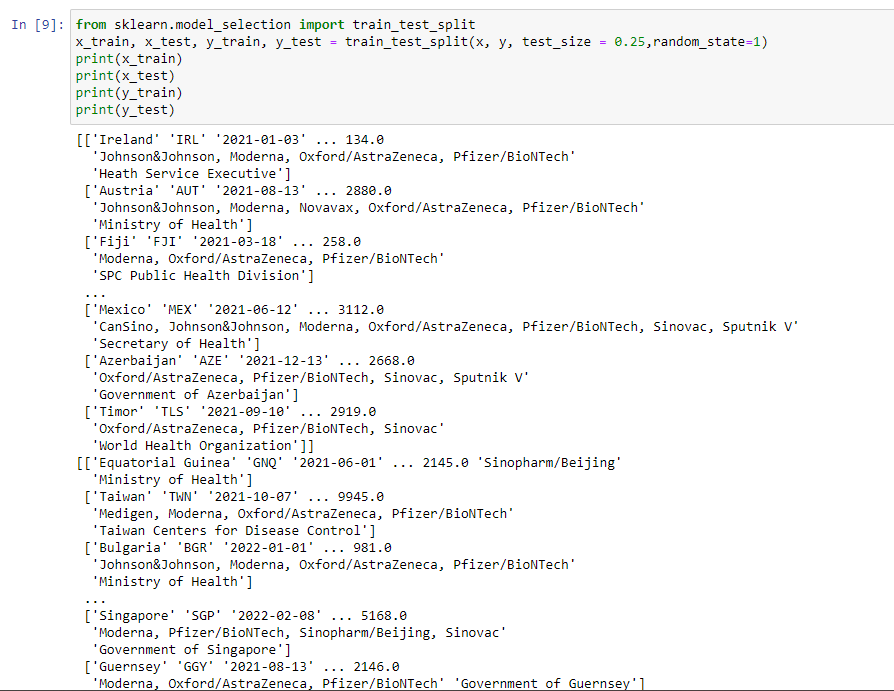 In [9]: from sklearn.model_selection import train_test_split
x_train, x_test, y_train, y_test = train_test_split(x, y, test_size = 0.25,random_state=1)
print(x_train)
print(x_test)
print(y_train)
print(y_test)
[['Ireland' 'IRL' '2021-01-03' ... 134.0
'Johnson&Johnson, Moderna, Oxford/AstraZeneca, Pfizer/BioNTech'
'Heath Service Executive']
['Austria' 'AUT' '2021-08-13' ... 2880.0
'Johnson&Johnson, Moderna, Novavax, Oxford/AstraZeneca, Pfizer/BioNTech'
'Ministry of Health']
['Fiji' 'FJI' '2021-03-18' ... 258.0
'Moderna, Oxford/AstraZeneca, Pfizer/BioNTech'
'SPC Public Health Division']
...
['Mexico' 'MEX' '2021-06-12' ... 3112.0
'CanSino, Johnson&Johnson, Moderna, Oxford/AstraZeneca, Pfizer/BioNTech, Sinovac, Sputnik V'
'Secretary of Health']
['Azerbaijan' 'AZE' '2021-12-13' ... 2668.0
'Oxford/AstraZeneca, Pfizer/BioNTech, Sinovac, Sputnik V'
'Government of Azerbaijan']
['Timor' 'TLS' '2021-09-10' ... 2919.0
'Oxford/AstraZeneca, Pfizer/BioNTech, Sinovac'
'World Health Organization']]
[['Equatorial Guinea' 'GNQ' '2021-06-01' ... 2145.0 'Sinopharm/Beijing'
'Ministry of Health']
['Taiwan' 'TWN' '2021-10-07' ... 9945.0
'Medigen, Moderna, Oxford/AstraZeneca, Pfizer/BioNTech'
'Taiwan Centers for Disease Control']
['Bulgaria' 'BGR' '2022-01-01' ... 981.0
'Johnson&Johnson, Moderna, Oxford/AstraZeneca, Pfizer/BioNTech'
'Ministry of Health']
...
['Singapore' 'SGP' '2022-02-08' ... 5168.0
'Moderna, Pfizer/BioNTech, Sinopharm/Beijing, Sinovac'
'Government of Singapore']
['Guernsey' 'GGY' '2021-08-13' ... 2146.0
'Moderna, Oxford/AstraZeneca, Pfizer/BioNTech' 'Government of Guernsey']